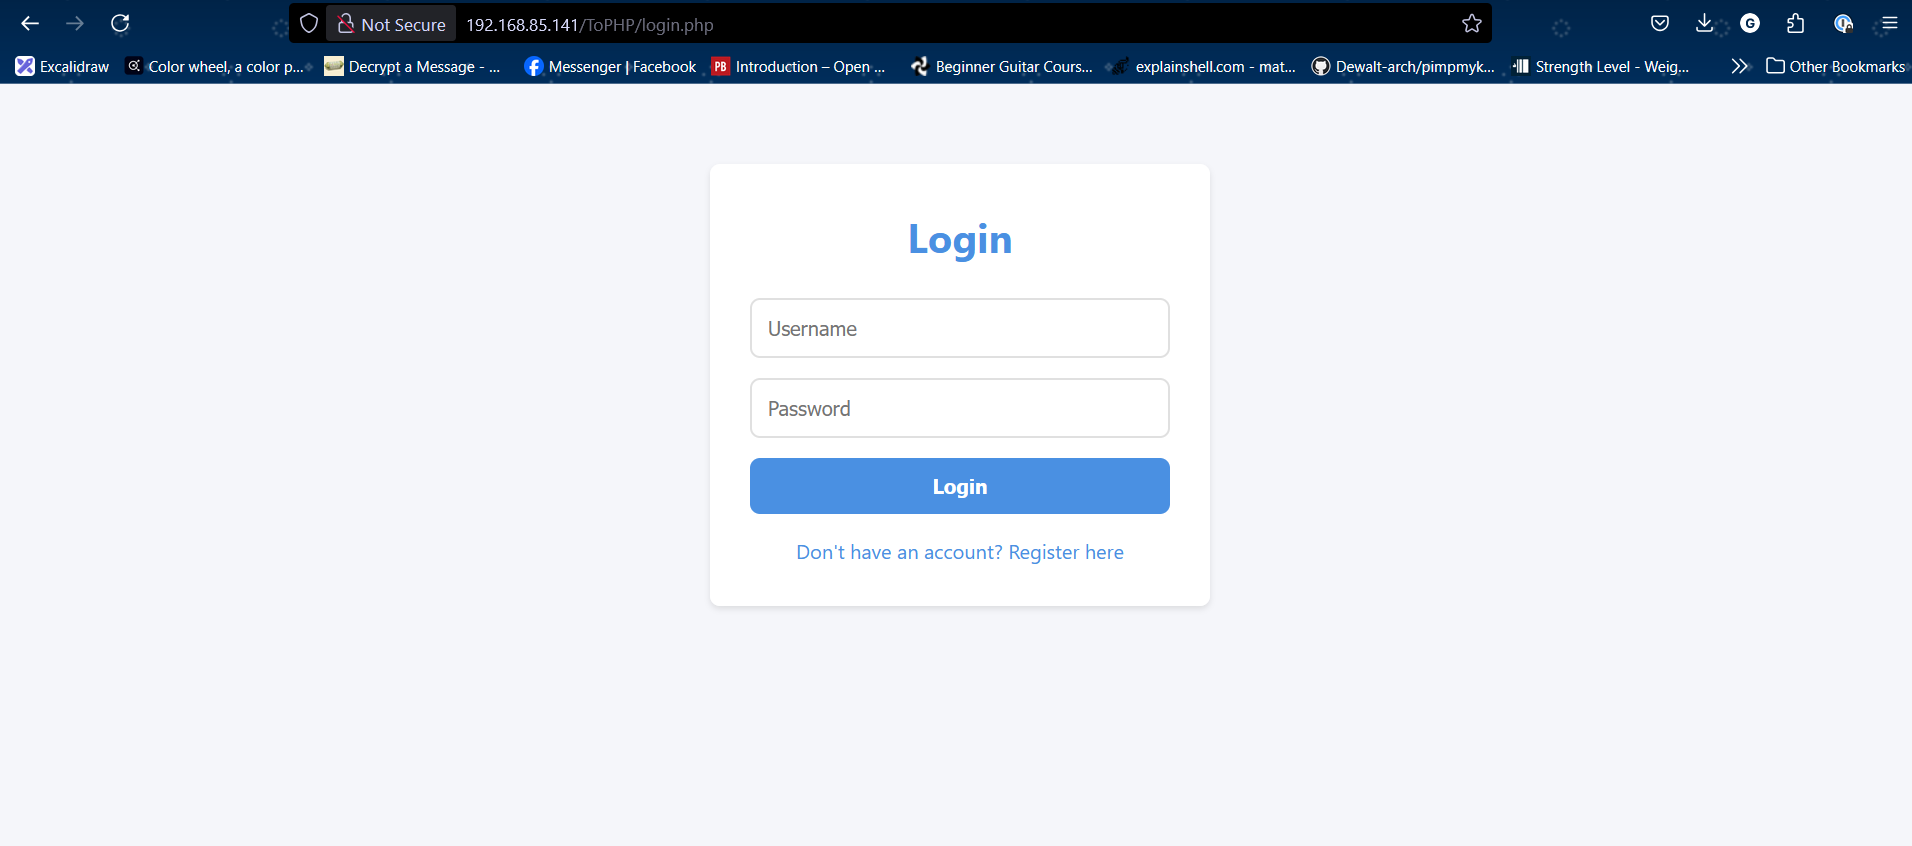 Not Secure 192.168.85.141/ToPHP/login.php G
Excalidraw Color wheel, a color p... Decrypt a Message - ... Messenger | Facebook PB Introduction – Open ... Beginner Guitar Cours... explainshell.com - mat... Dewalt-arch/pimpmyk... Strength Level - Weig... Other Bookmarks
Login
Username
Password
Login
Don't have an account? Register here